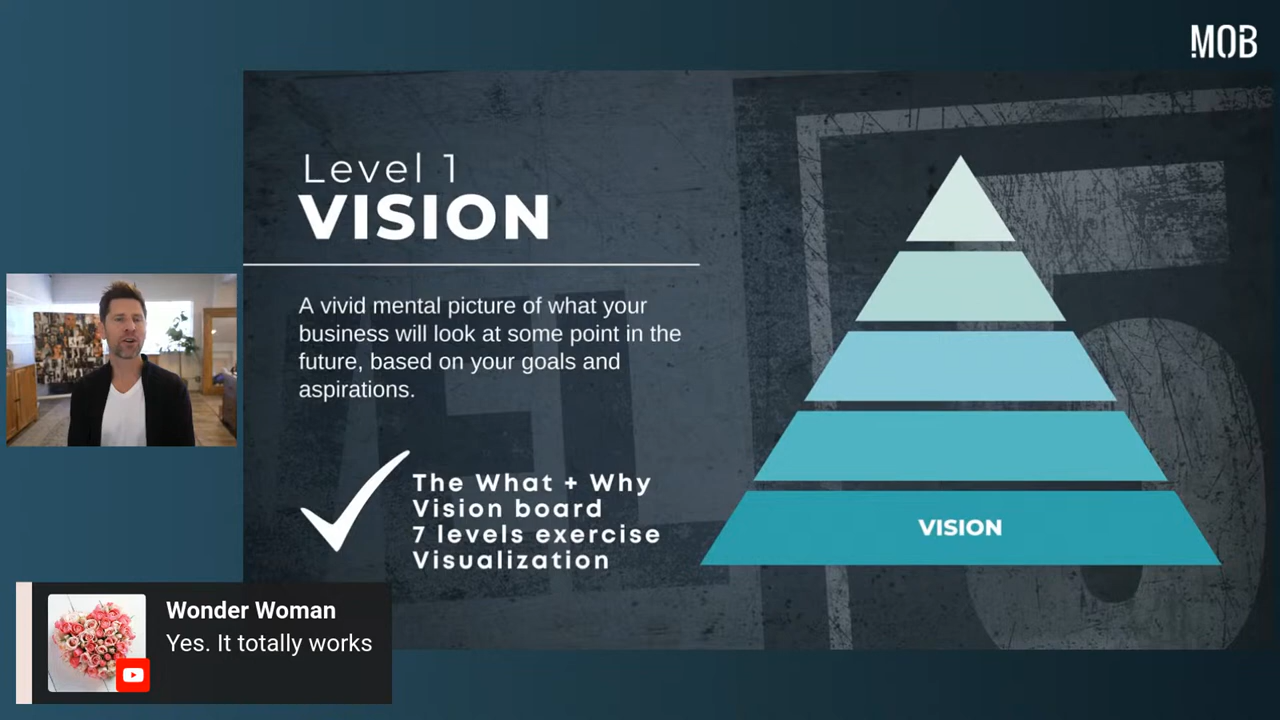 MOB
Level 1
VISION
A vivid mental picture of what your
business will look at some point in the
future, based on your goals and
aspirations.
The What + Why
Vision board
7 levels exercise
Visualization
VISION
Wonder Woman
Yes. It totally works